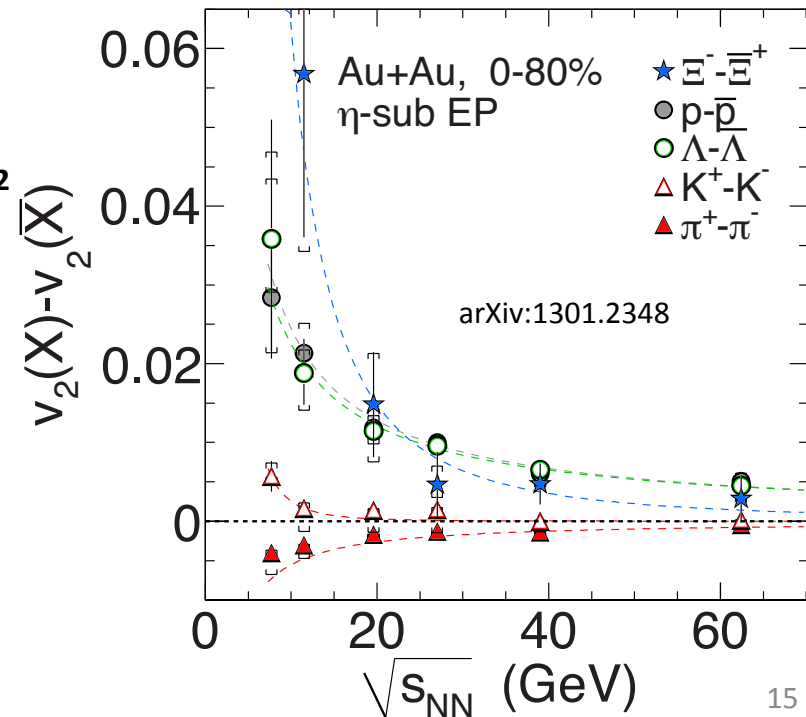 2
v₂(X)-v₂(X̅)
0.06
0.04
0.02
0
Au+Au, 0-80%
η-sub EP
Ξ⁻-Ξ̅⁺
p-p̅
Λ-Λ̅
K⁺-K⁻
π⁺-π⁻
arXiv:1301.2348
0 20 40 60
√s_NN (GeV)
15